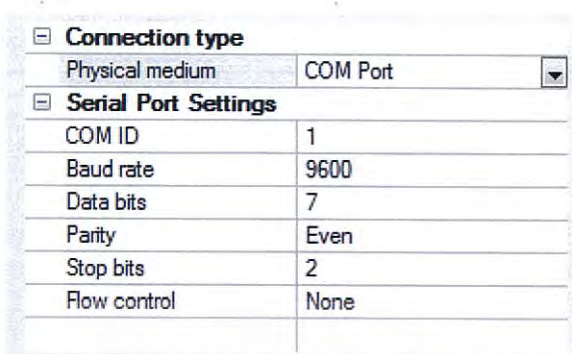 Connection type
Physical medium COM Port
Serial Port Settings
COM ID 1
Baud rate 9600
Data bits 7
Parity Even
Stop bits 2
Flow control None